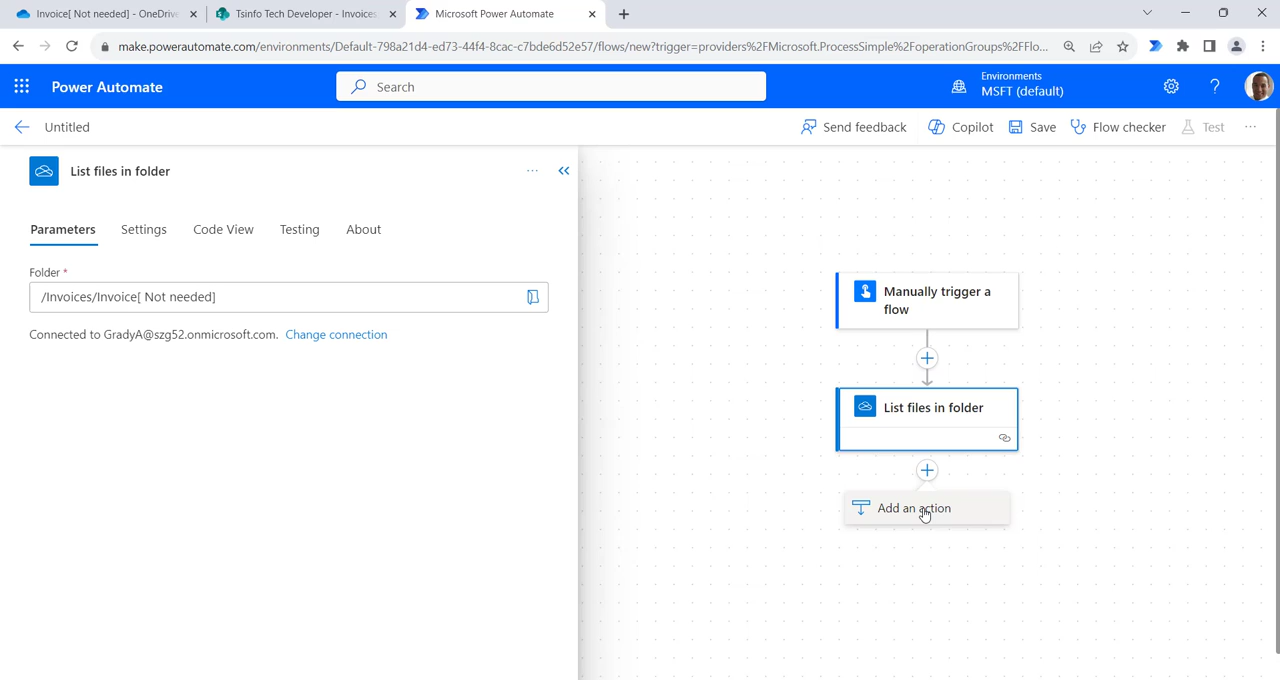 Invoice[ Not needed] - OneDrive
Tsinfo Tech Developer - Invoices
Microsoft Power Automate
make.powerautomate.com/environments/Default-798a21d4-ed73-44f4-8cac-c7bde6d52e57/flows/new?trigger=providers%2FMicrosoft.ProcessSimple%2FoperationGroups%2FFlo...
Power Automate
Search
Environments
MSFT (default)
Untitled
Send feedback
Copilot
Save
Flow checker
Test
List files in folder
Parameters
Settings
Code View
Testing
About
Folder *
/Invoices/Invoice[ Not needed]
Connected to GradyA@szg52.onmicrosoft.com. Change connection
Manually trigger a
flow
List files in folder
Add an action